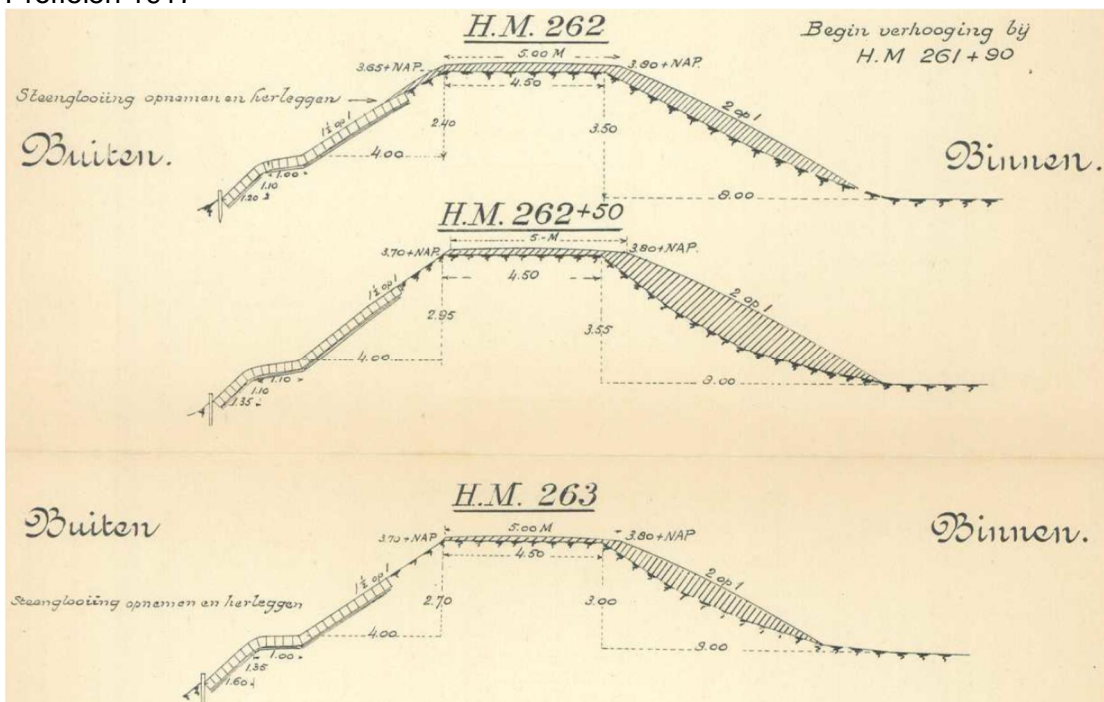 H.M. 262
Begin verhooging bij
H.M 261+90
5.00 M
3.65+NAP.
3.80+NAP.
4.50
Steenglooiing opnemen en herleggen
1½ op 1
2 op 1
2.40
3.50
Buiten.
Binnen.
4.00
1.00
1.10
1.20
8.00
H.M. 262+50
5.-M
3.70+NAP.
3.80+NAP.
4.50
1½ op 1
2 op 1
2.95
3.55
4.00
1.10
1.10
1.35
8.00
H.M. 263
Buiten
Binnen.
5.00 M
3.70+NAP
3.80+NAP
4.50
1½ op 1
2 op 1
Steenglooiing opnemen en herleggen
2.70
3.00
4.00
1.00
1.35
1.60
9.00